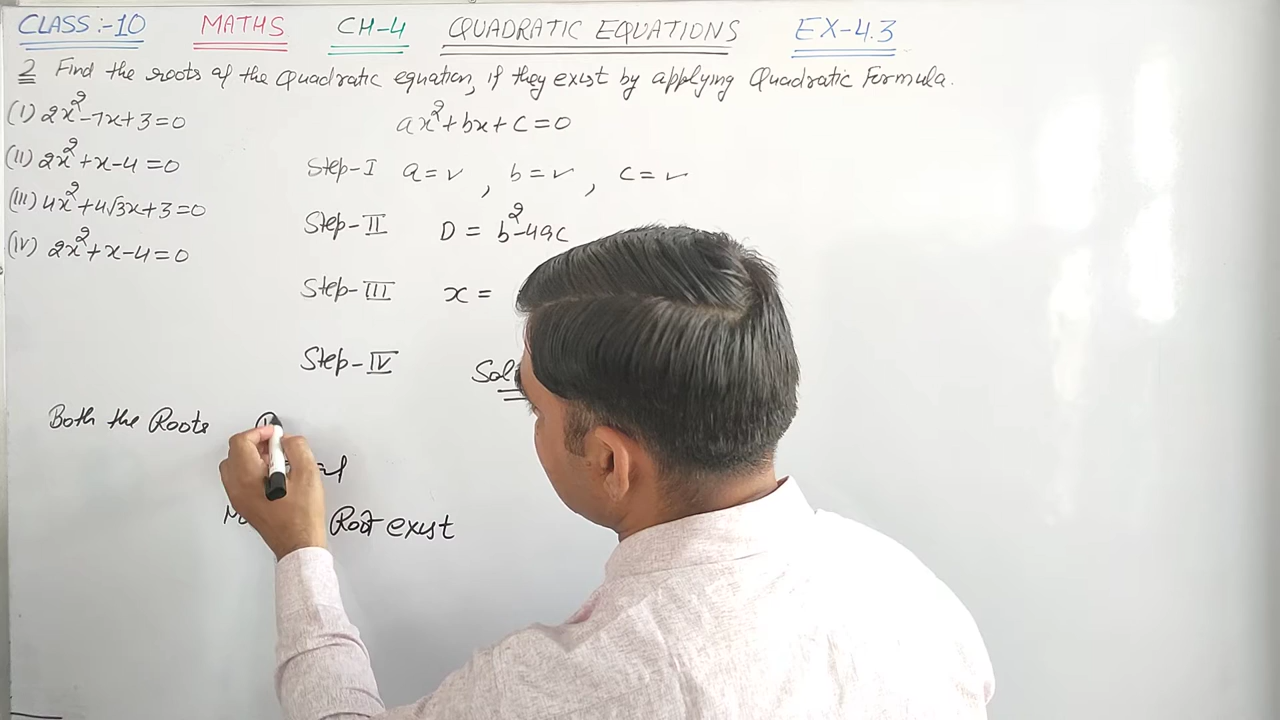 CLASS:-10 MATHS CH-4 QUADRATIC EQUATIONS EX-4.3
2 Find the roots of the Quadratic equation, if they exist by applying Quadratic Formula.
(I) 2x²-7x+3=0
(II) 2x²+x-4=0
(III) 4x²+4√3x+3=0
(IV) 2x²+x-4=0
ax²+bx+c=0
Step-I a=✓, b=✓, c=✓
Step-II D = b²-4ac
Step-III x =
Step-IV
Both the Roots
Root exist